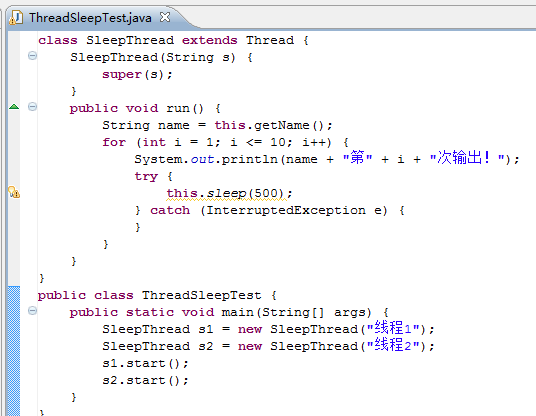 ThreadSleepTest.java
class SleepThread extends Thread {
    SleepThread(String s) {
        super(s);
    }
    public void run() {
        String name = this.getName();
        for (int i = 1; i <= 10; i++) {
            System.out.println(name + "第" + i + "次输出！");
            try {
                this.sleep(500);
            } catch (InterruptedException e) {
            }
        }
    }
}
public class ThreadSleepTest {
    public static void main(String[] args) {
        SleepThread s1 = new SleepThread("线程1");
        SleepThread s2 = new SleepThread("线程2");
        s1.start();
        s2.start();
    }
}